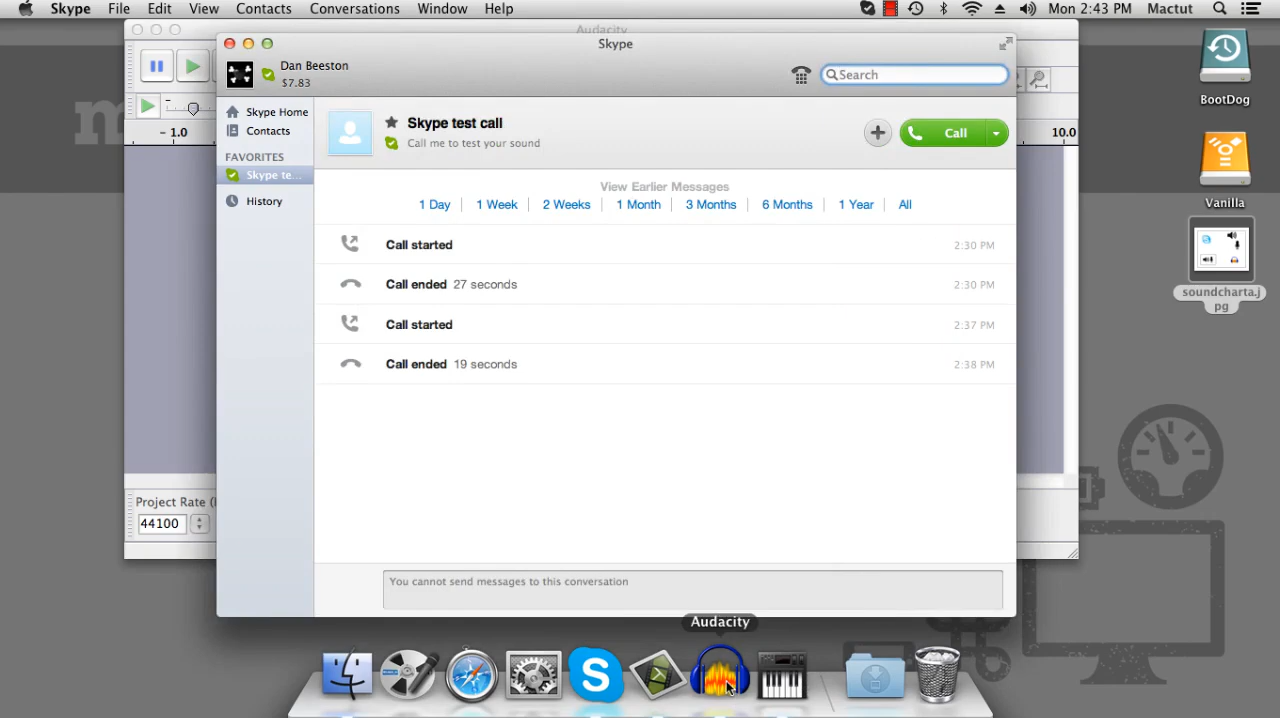 Skype File Edit View Contacts Conversations Window Help Mon 2:43 PM Mactut
Audacity
Skype
Dan Beeston
$7.83
Search
BootDog
Skype Home
Contacts
FAVORITES
Skype te...
History
Skype test call
Call me to test your sound
Call
- 1.0
10.0
View Earlier Messages
1 Day 1 Week 2 Weeks 1 Month 3 Months 6 Months 1 Year All
Vanilla
Call started 2:30 PM
Call ended 27 seconds 2:30 PM
Call started 2:37 PM
Call ended 19 seconds 2:38 PM
soundcharta.j
pg
Project Rate (
44100
You cannot send messages to this conversation
Audacity
S